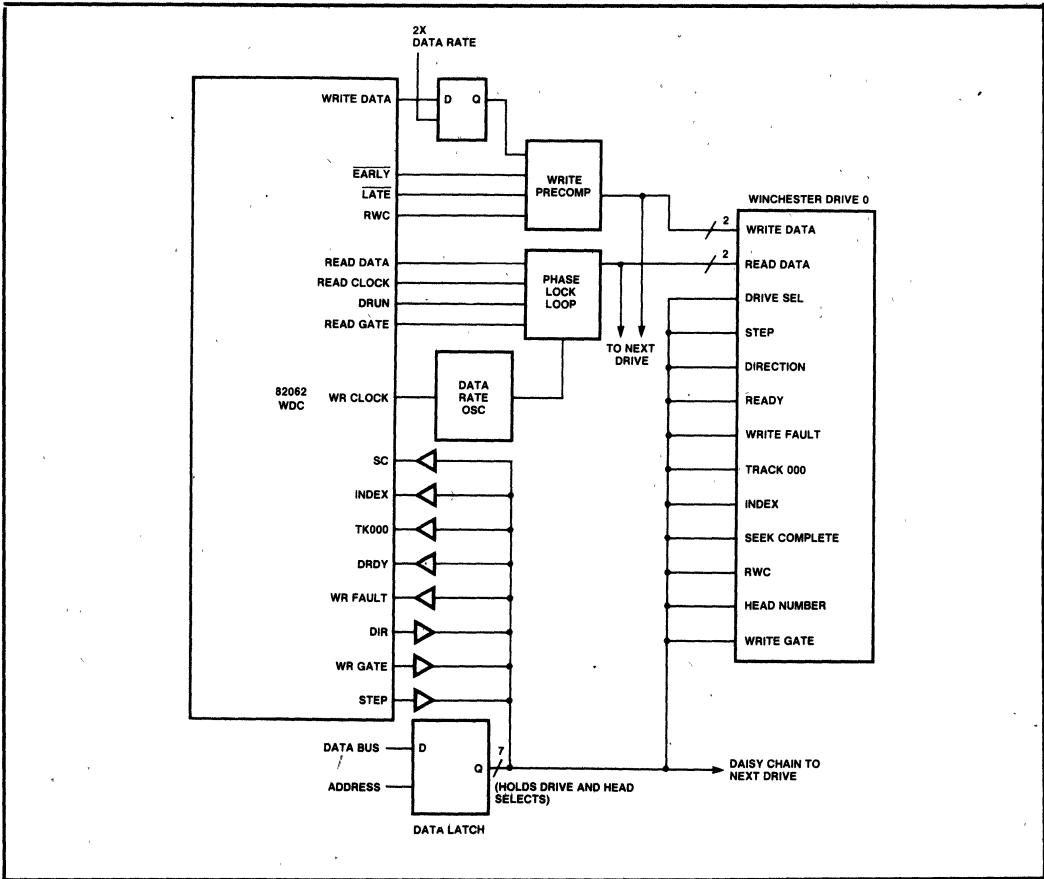 2X
DATA RATE
WRITE DATA
D Q
EARLY
LATE
RWC
WRITE
PRECOMP
READ DATA
READ CLOCK
DRUN
READ GATE
PHASE
LOCK
LOOP
TO NEXT
DRIVE
82062
WDC
WR CLOCK
DATA
RATE
OSC
SC
INDEX
TK000
DRDY
WR FAULT
DIR
WR GATE
STEP
DATA BUS
ADDRESS
D
Q
7
(HOLDS DRIVE AND HEAD
SELECTS)
DATA LATCH
WINCHESTER DRIVE 0
2
WRITE DATA
2
READ DATA
DRIVE SEL
STEP
DIRECTION
READY
WRITE FAULT
TRACK 000
INDEX
SEEK COMPLETE
RWC
HEAD NUMBER
WRITE GATE
DAISY CHAIN TO
NEXT DRIVE